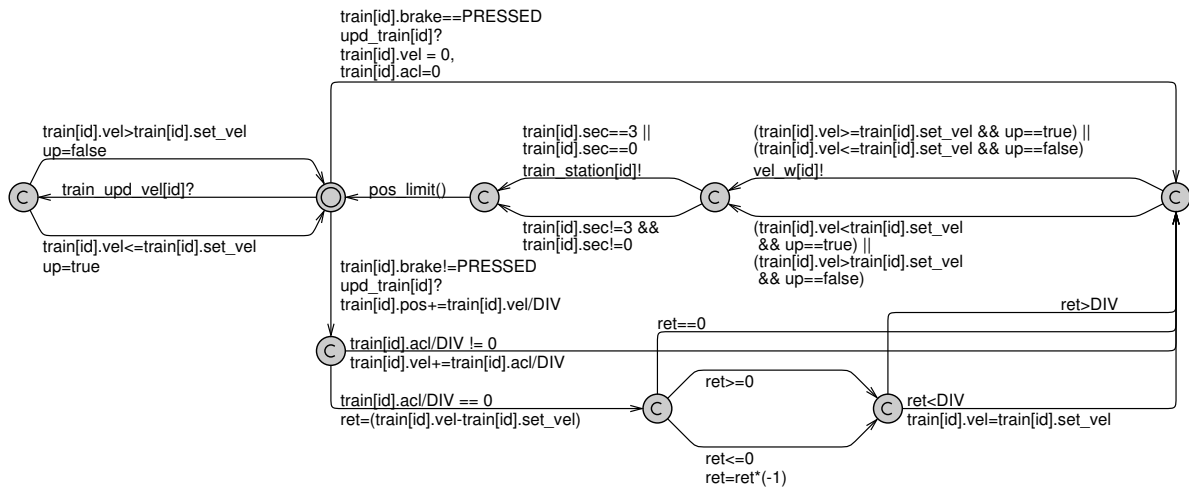 train[id].brake==PRESSED
upd_train[id]?
train[id].vel = 0,
train[id].acl=0
train[id].vel>train[id].set_vel
up=false
train_upd_vel[id]?
train[id].vel<=train[id].set_vel
up=true
C
pos_limit()
C
train[id].sec==3 ||
train[id].sec==0
train_station[id]!
train[id].sec!=3 &&
train[id].sec!=0
C
(train[id].vel>=train[id].set_vel && up==true) ||
(train[id].vel<=train[id].set_vel && up==false)
vel_w[id]!
(train[id].vel<train[id].set_vel
&& up==true) ||
(train[id].vel>train[id].set_vel
&& up==false)
C
train[id].brake!=PRESSED
upd_train[id]?
train[id].pos+=train[id].vel/DIV
C
train[id].acl/DIV != 0
train[id].vel+=train[id].acl/DIV
train[id].acl/DIV == 0
ret=(train[id].vel-train[id].set_vel)
ret==0
C
ret>=0
ret<=0
ret=ret*(-1)
C
ret>DIV
ret<DIV
train[id].vel=train[id].set_vel